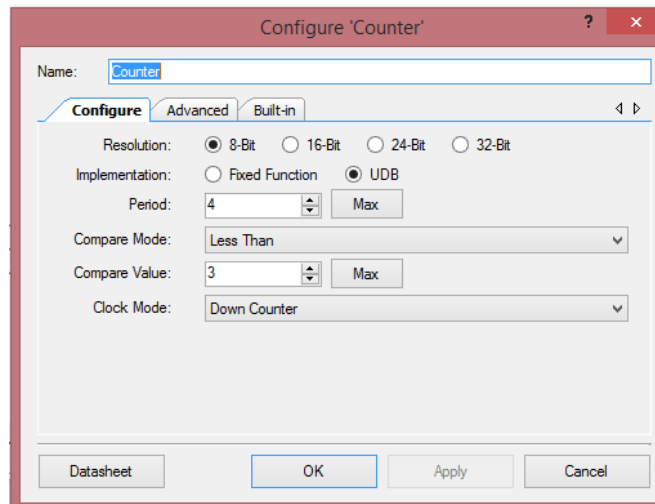 Configure 'Counter'
?
Name: Counter
Configure Advanced Built-in
Resolution: 8-Bit 16-Bit 24-Bit 32-Bit
Implementation: Fixed Function UDB
Period: 4 Max
Compare Mode: Less Than
Compare Value: 3 Max
Clock Mode: Down Counter
Datasheet OK Apply Cancel